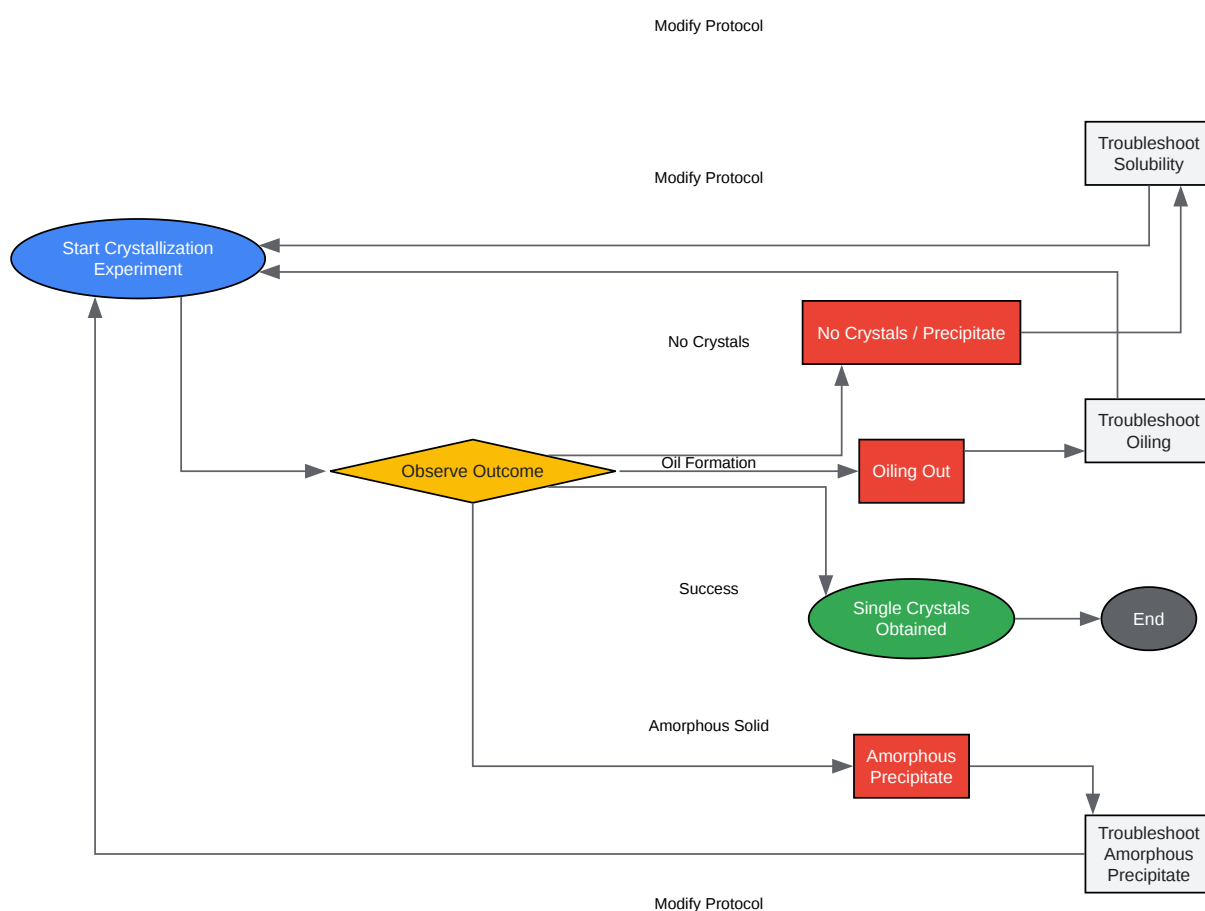 Modify Protocol
Troubleshoot
Solubility
Modify Protocol
Start Crystallization
Experiment
No Crystals / Precipitate
No Crystals
Troubleshoot
Oiling
Observe Outcome
Oil Formation
Oiling Out
Success
Single Crystals
Obtained
End
Amorphous Solid
Amorphous
Precipitate
Troubleshoot
Amorphous
Precipitate
Modify Protocol